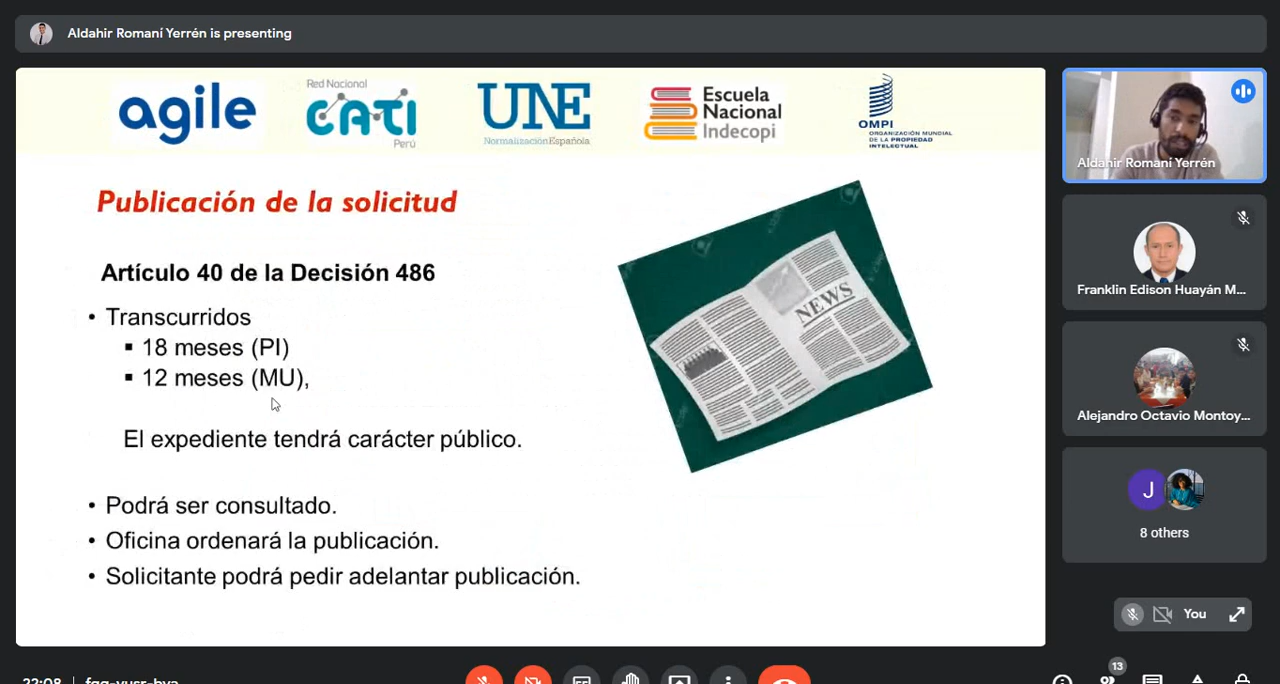 Aldahir Romaní Yerrén is presenting
agile
Red Nacional
CATI
Perú
UNE
NormalizaciónEspañola
Escuela
Nacional
Indecopi
OMPI
ORGANIZACIÓN MUNDIAL
DE LA PROPIEDAD
INTELECTUAL
Publicación de la solicitud
Artículo 40 de la Decisión 486
• Transcurridos
▪ 18 meses (PI)
▪ 12 meses (MU),
El expediente tendrá carácter público.
• Podrá ser consultado.
• Oficina ordenará la publicación.
• Solicitante podrá pedir adelantar publicación.
NEWS
Aldahir Romaní Yerrén
Franklin Edison Huayán M...
Alejandro Octavio Montoy...
J
8 others
You
13
22:08